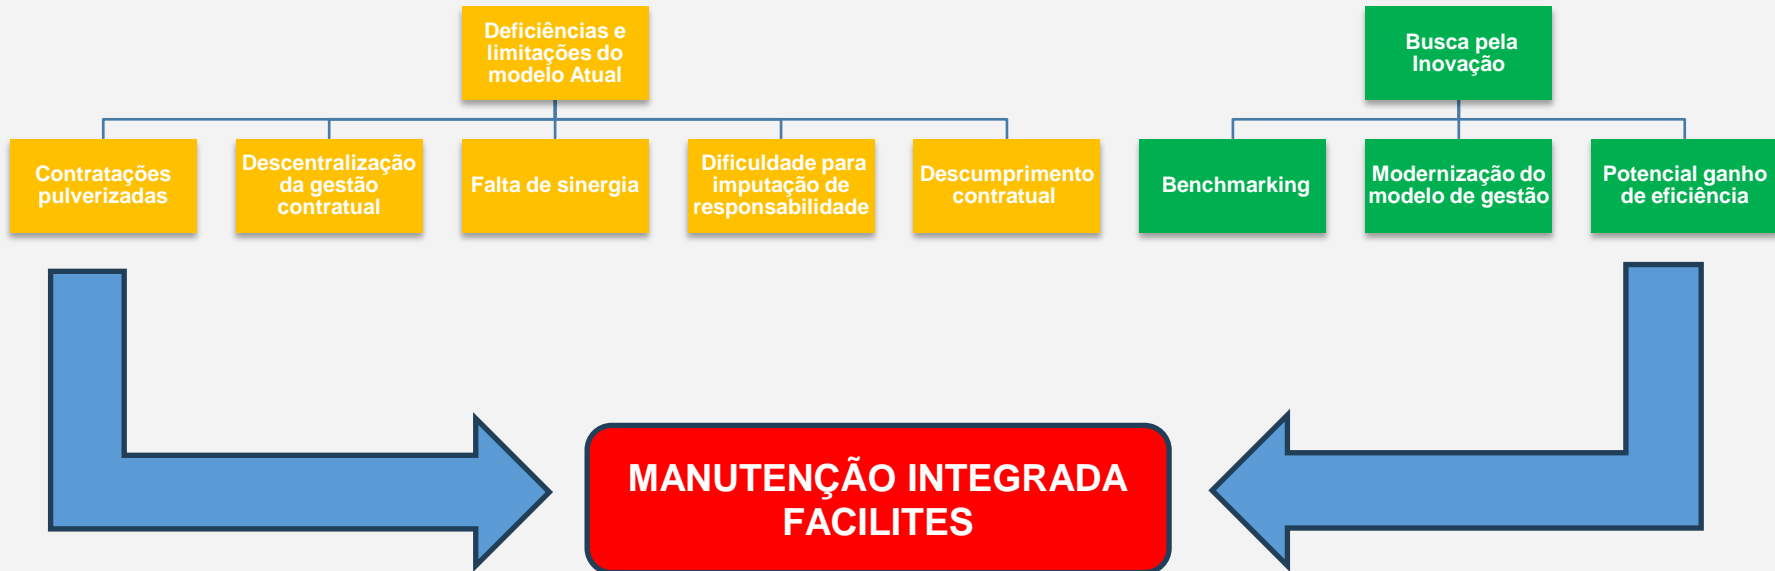 Deficiências e
limitações do
modelo Atual
Busca pela
Inovação
Contratações
pulverizadas
Descentralização
da gestão
contratual
Falta de sinergia
Dificuldade para
imputação de
responsabilidade
Descumprimento
contratual
Benchmarking
Modernização do
modelo de gestão
Potencial ganho
de eficiência
MANUTENÇÃO INTEGRADA
FACILITES